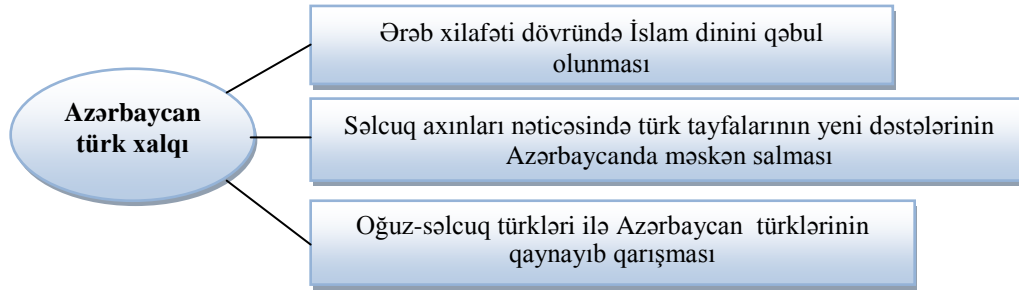 Azərbaycan
türk xalqı
Ərəb xilafəti dövründə İslam dinini qəbul
olunması
Səlcuq axınları nəticəsində türk tayfalarının yeni dəstələrinin
Azərbaycanda məskən salması
Oğuz-səlcuq türkləri ilə Azərbaycan türklərinin
qaynayıb qarışması